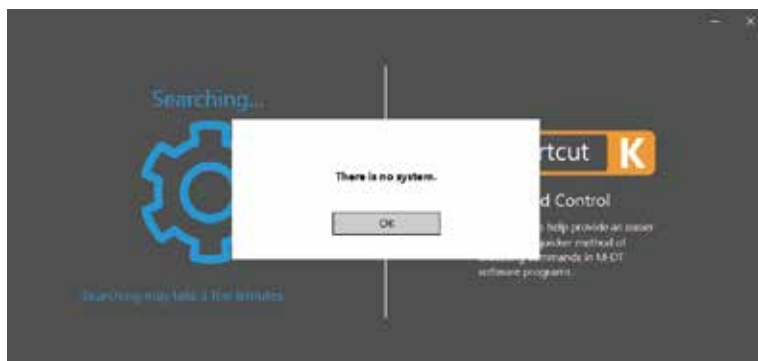 Searching...
There is no system.
OK
Searching may take a few minutes
rtcut K
d Control
help provide an easier
quicker method of
commands in
software programs.